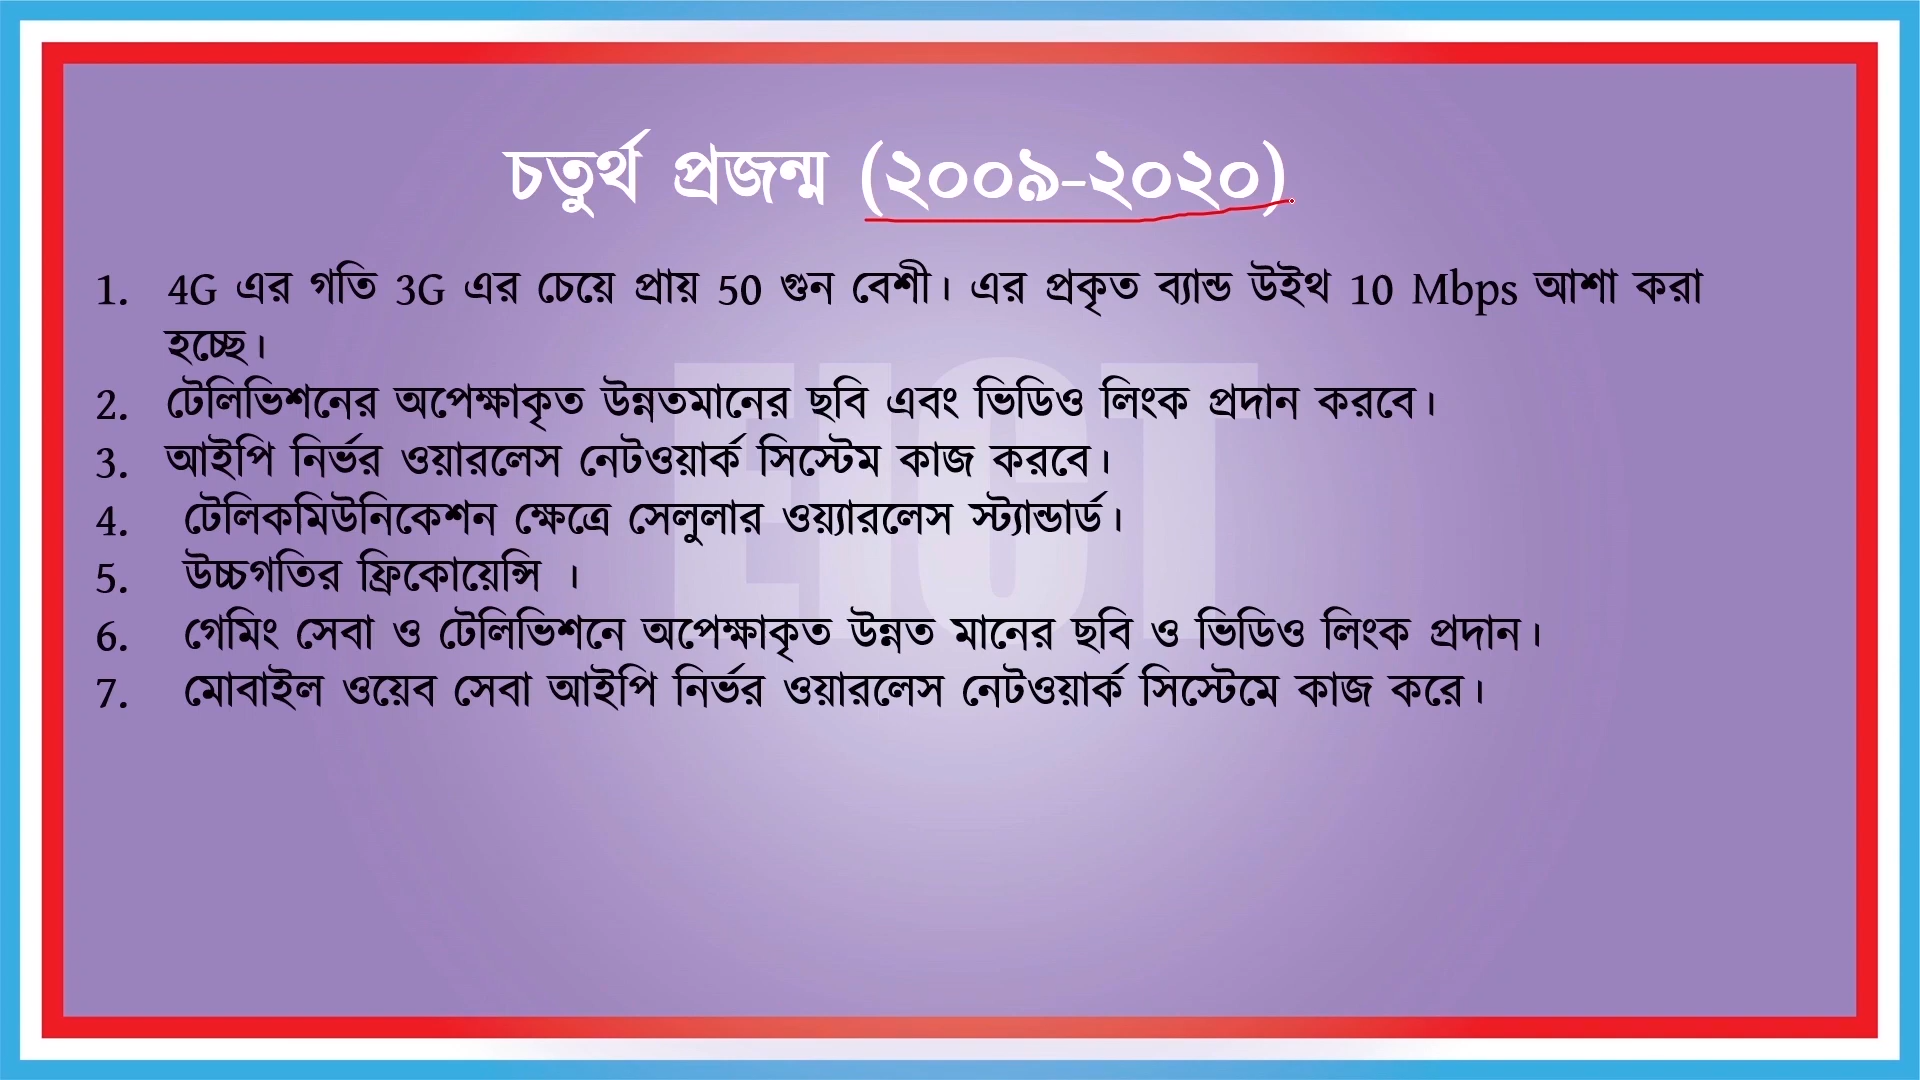 চতুর্থ প্রজন্ম (২০০৯-২০২০)
1. 4G এর গতি 3G এর চেয়ে প্রায় 50 গুন বেশী। এর প্রকৃত ব্যান্ড উইথ 10 Mbps আশা করা
হচ্ছে।
2. টেলিভিশনের অপেক্ষাকৃত উন্নতমানের ছবি এবং ভিডিও লিংক প্রদান করবে।
3. আইপি নির্ভর ওয়ারলেস নেটওয়ার্ক সিস্টেম কাজ করবে।
4. টেলিকমিউনিকেশন ক্ষেত্রে সেলুলার ওয়্যারলেস স্ট্যান্ডার্ড।
5. উচ্চগতির ফ্রিকোয়েন্সি ।
6. গেমিং সেবা ও টেলিভিশনে অপেক্ষাকৃত উন্নত মানের ছবি ও ভিডিও লিংক প্রদান।
7. মোবাইল ওয়েব সেবা আইপি নির্ভর ওয়ারলেস নেটওয়ার্ক সিস্টেমে কাজ করে।
EICT